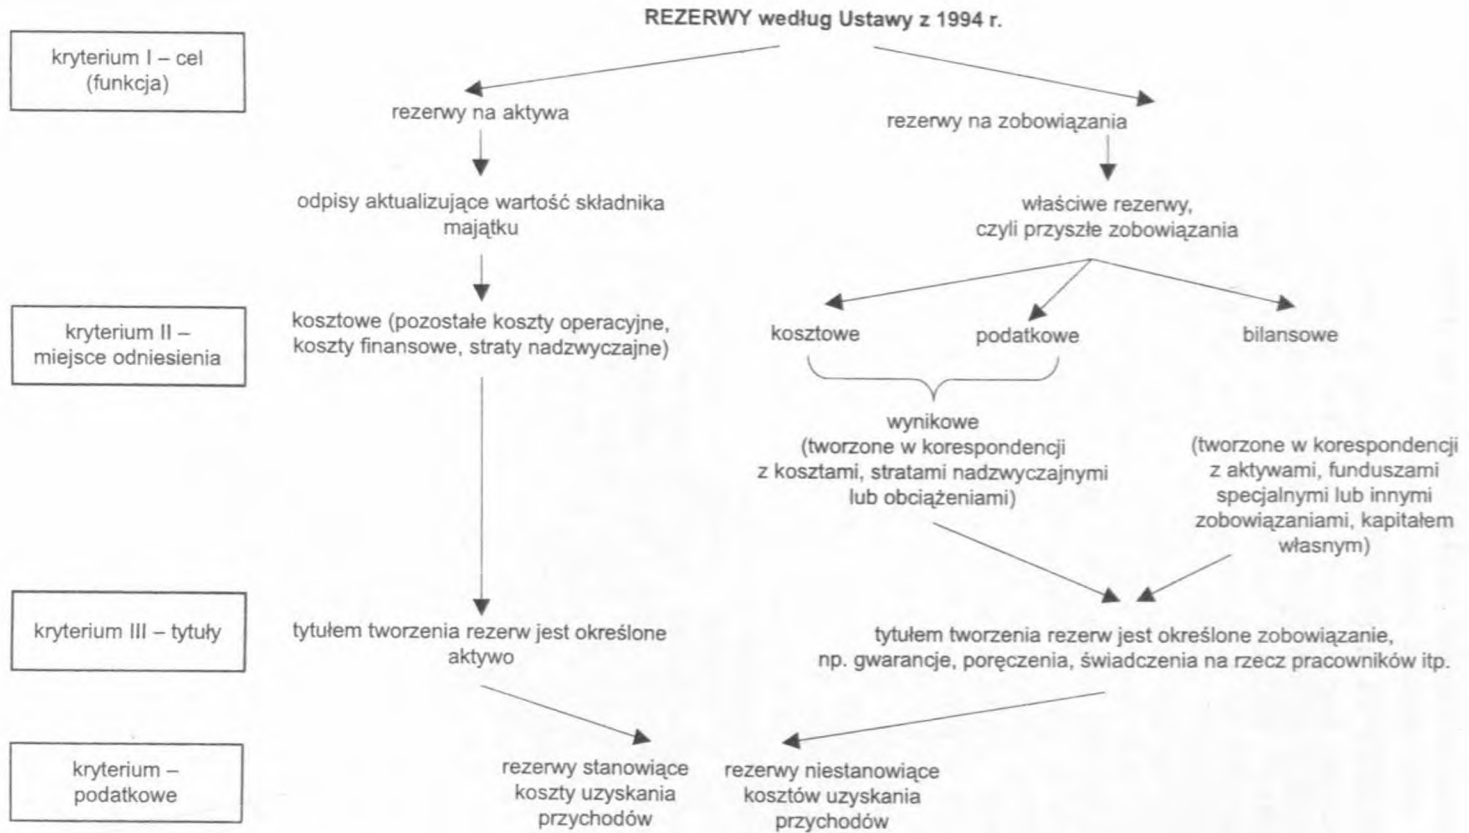 REZERWY według Ustawy z 1994 r.
kryterium I – cel
(funkcja)
rezerwy na aktywa
rezerwy na zobowiązania
odpisy aktualizujące wartość składnika
majątku
właściwe rezerwy,
czyli przyszłe zobowiązania
kryterium II –
miejsce odniesienia
kosztowe (pozostałe koszty operacyjne,
koszty finansowe, straty nadzwyczajne)
kosztowe
podatkowe
bilansowe
wynikowe
(tworzone w korespondencji
z kosztami, stratami nadzwyczajnymi
lub obciążeniami)
(tworzone w korespondencji
z aktywami, funduszami
specjalnymi lub innymi
zobowiązaniami, kapitałem
własnym)
kryterium III – tytuły
tytułem tworzenia rezerw jest określone
aktywo
tytułem tworzenia rezerw jest określone zobowiązanie,
np. gwarancje, poręczenia, świadczenia na rzecz pracowników itp.
kryterium –
podatkowe
rezerwy stanowiące
koszty uzyskania
przychodów
rezerwy niestanowiące
kosztów uzyskania
przychodów